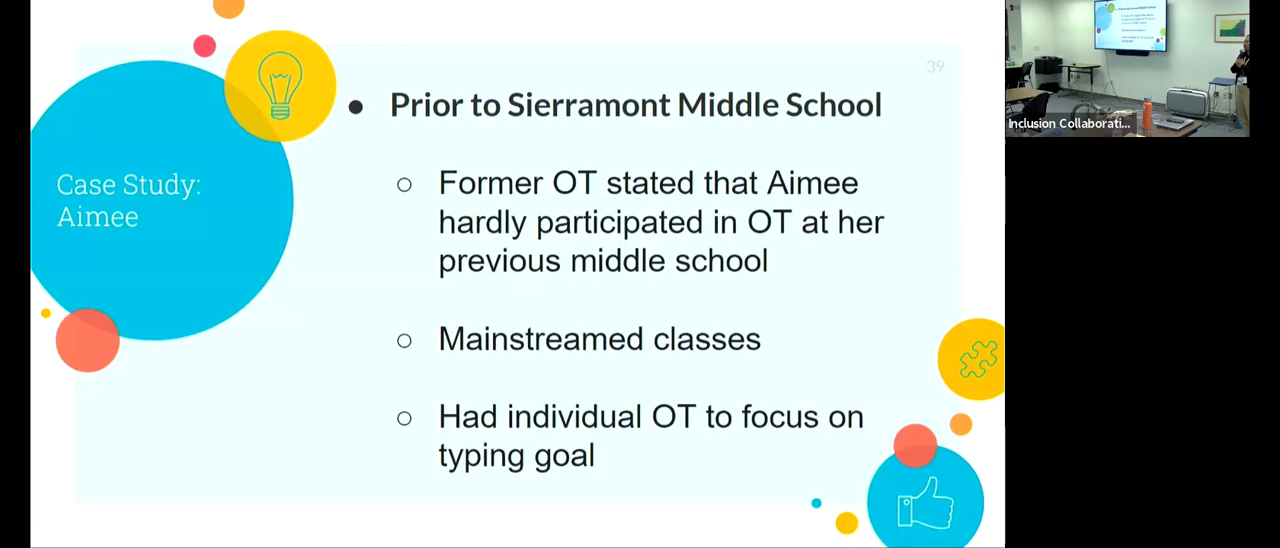 39
Case Study:
Aimee
● Prior to Sierramont Middle School
○ Former OT stated that Aimee
hardly participated in OT at her
previous middle school
○ Mainstreamed classes
○ Had individual OT to focus on
typing goal
Inclusion Collaborati...